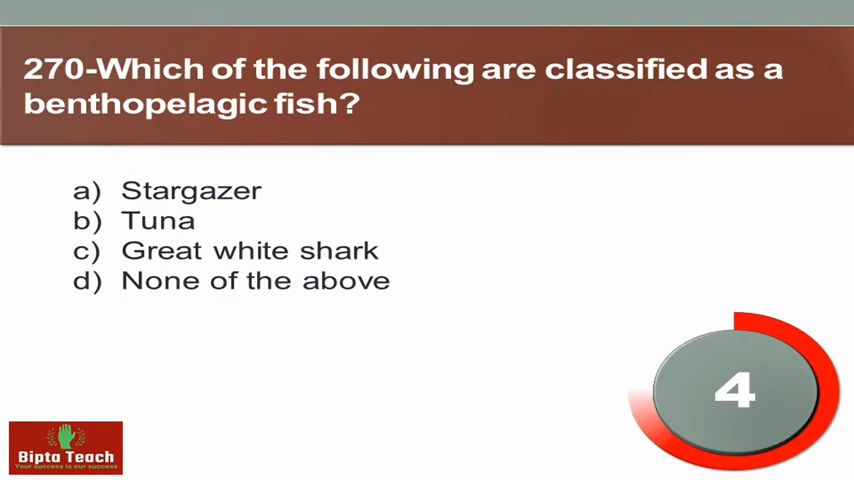 270-Which of the following are classified as a
benthopelagic fish?
a) Stargazer
b) Tuna
c) Great white shark
d) None of the above
4
Bipta Teach
Your success is our success